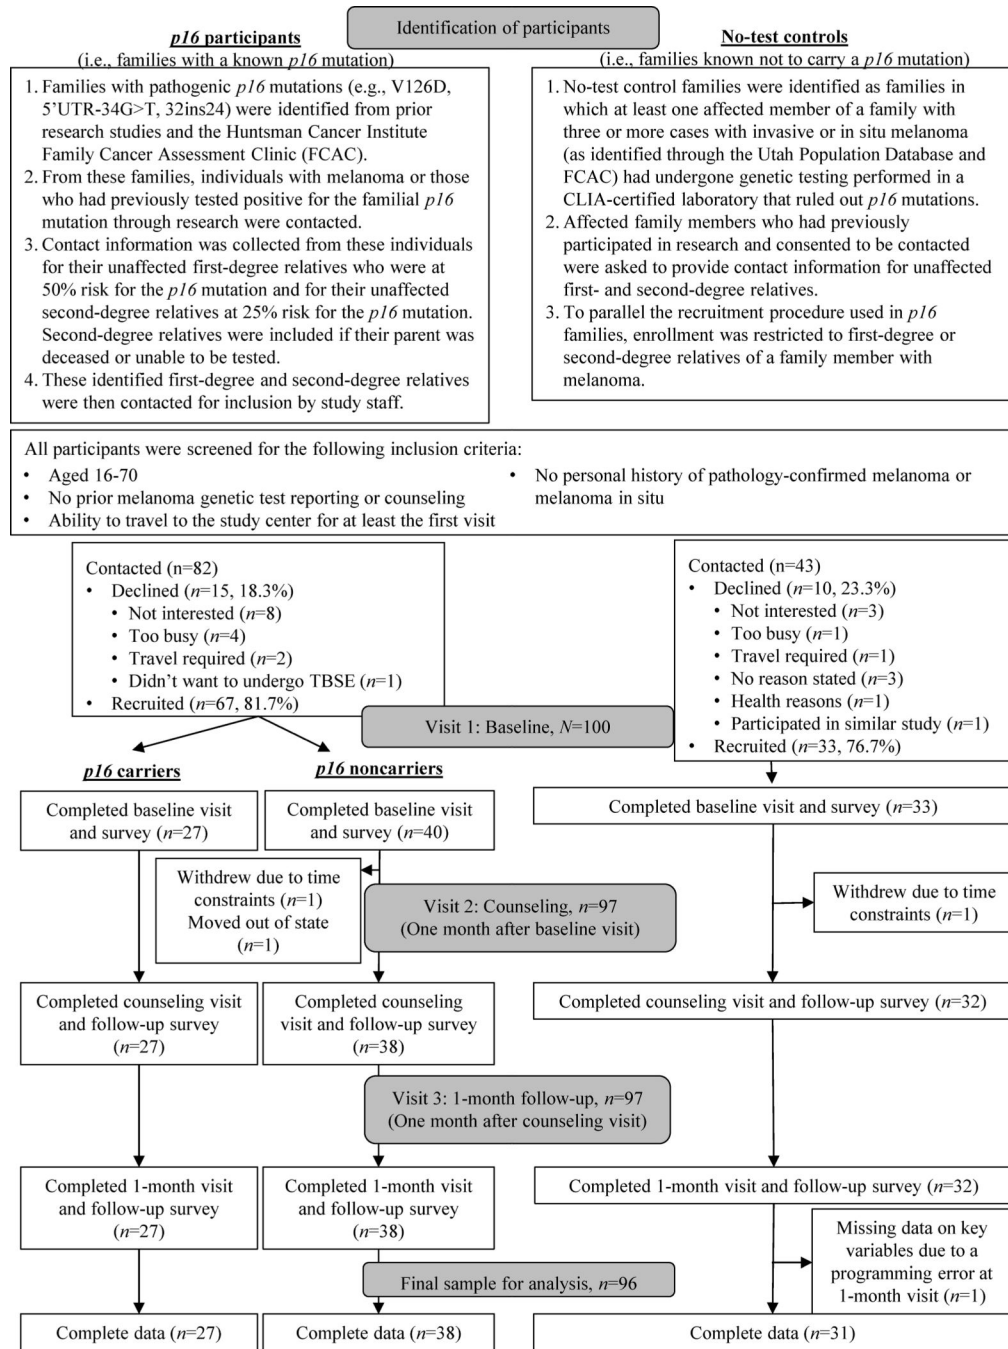 Identification of participants
p16 participants
(i.e., families with a known p16 mutation)
1. Families with pathogenic p16 mutations (e.g., V126D,
5’UTR-34G>T, 32ins24) were identified from prior
research studies and the Huntsman Cancer Institute
Family Cancer Assessment Clinic (FCAC).
2. From these families, individuals with melanoma or those
who had previously tested positive for the familial p16
mutation through research were contacted.
3. Contact information was collected from these individuals
for their unaffected first-degree relatives who were at
50% risk for the p16 mutation and for their unaffected
second-degree relatives at 25% risk for the p16 mutation.
Second-degree relatives were included if their parent was
deceased or unable to be tested.
4. These identified first-degree and second-degree relatives
were then contacted for inclusion by study staff.
No-test controls
(i.e., families known not to carry a p16 mutation)
1. No-test control families were identified as families in
which at least one affected member of a family with
three or more cases with invasive or in situ melanoma
(as identified through the Utah Population Database and
FCAC) had undergone genetic testing performed in a
CLIA-certified laboratory that ruled out p16 mutations.
2. Affected family members who had previously
participated in research and consented to be contacted
were asked to provide contact information for unaffected
first- and second-degree relatives.
3. To parallel the recruitment procedure used in p16
families, enrollment was restricted to first-degree or
second-degree relatives of a family member with
melanoma.
All participants were screened for the following inclusion criteria:
• Aged 16-70
• No prior melanoma genetic test reporting or counseling
• Ability to travel to the study center for at least the first visit
• No personal history of pathology-confirmed melanoma or
melanoma in situ
Contacted (n=82)
• Declined (n=15, 18.3%)
• Not interested (n=8)
• Too busy (n=4)
• Travel required (n=2)
• Didn’t want to undergo TBSE (n=1)
• Recruited (n=67, 81.7%)
Contacted (n=43)
• Declined (n=10, 23.3%)
• Not interested (n=3)
• Too busy (n=1)
• Travel required (n=1)
• No reason stated (n=3)
• Health reasons (n=1)
• Participated in similar study (n=1)
• Recruited (n=33, 76.7%)
Visit 1: Baseline, N=100
p16 carriers
p16 noncarriers
Completed baseline visit
and survey (n=27)
Completed baseline visit
and survey (n=40)
Completed baseline visit and survey (n=33)
Withdrew due to time
constraints (n=1)
Moved out of state
(n=1)
Visit 2: Counseling, n=97
(One month after baseline visit)
Withdrew due to time
constraints (n=1)
Completed counseling visit
and follow-up survey
(n=27)
Completed counseling
visit and follow-up survey
(n=38)
Completed counseling visit and follow-up survey (n=32)
Visit 3: 1-month follow-up, n=97
(One month after counseling visit)
Completed 1-month visit
and follow-up survey
(n=27)
Completed 1-month visit
and follow-up survey
(n=38)
Completed 1-month visit and follow-up survey (n=32)
Missing data on key
variables due to a
programming error at
1-month visit (n=1)
Final sample for analysis, n=96
Complete data (n=27)
Complete data (n=38)
Complete data (n=31)